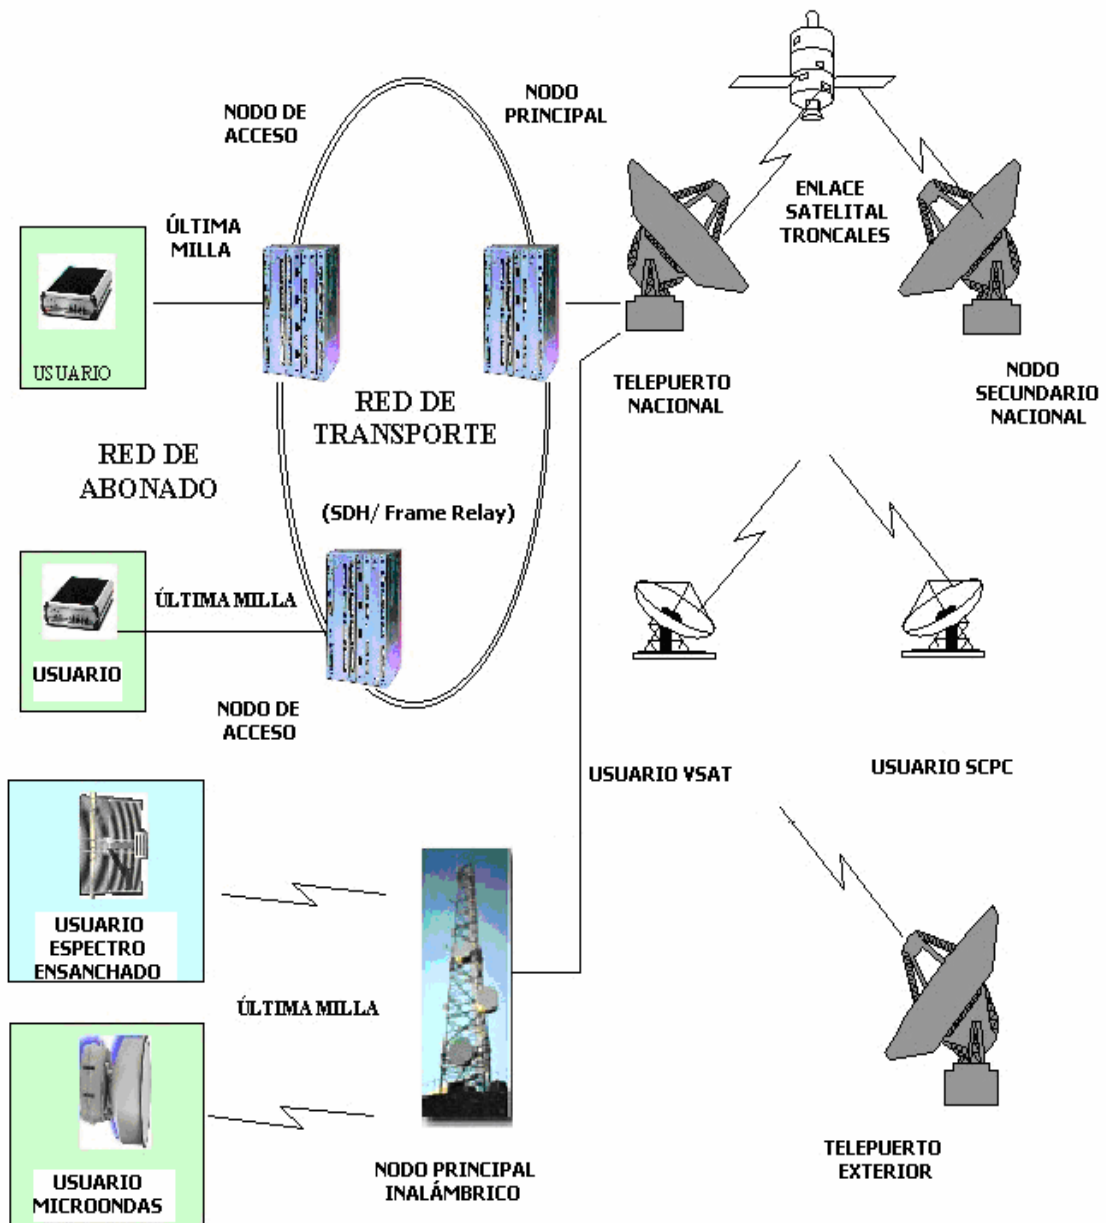 NODO DE
ACCESO
NODO
PRINCIPAL
ENLACE
SATELITAL
TRONCALES
ÚLTIMA
MILLA
USUARIO
RED DE
TRANSPORTE
TELEPUERTO
NACIONAL
NODO
SECUNDARIO
NACIONAL
RED DE
ABONADO
(SDH/ Frame Relay)
ÚLTIMA MILLA
USUARIO
NODO DE
ACCESO
USUARIO VSAT
USUARIO SCPC
USUARIO
ESPECTRO
ENSANCHADO
ÚLTIMA MILLA
USUARIO
MICROONDAS
NODO PRINCIPAL
INALÁMBRICO
TELEPUERTO
EXTERIOR